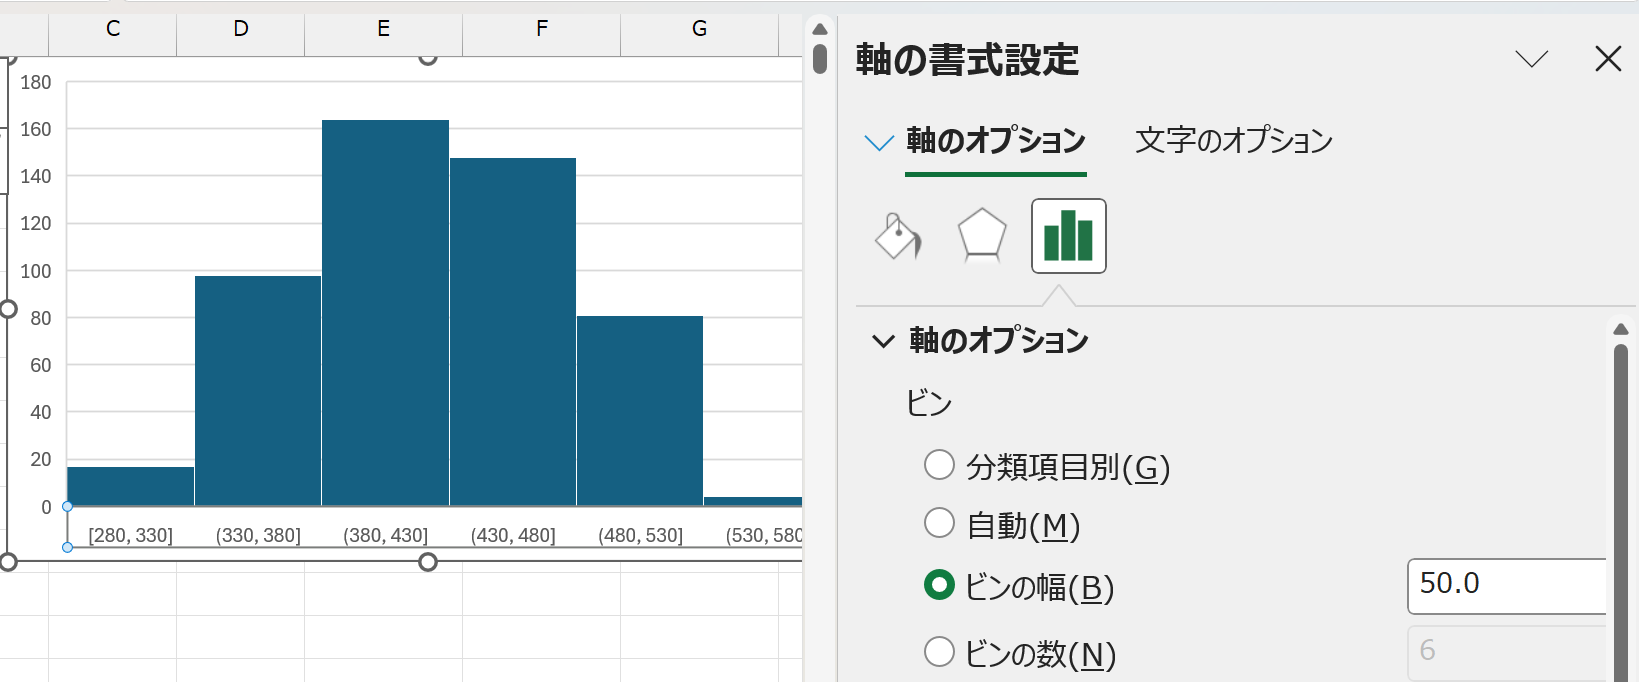 C D E F G
180
160
140
120
100
80
60
40
20
0
[280, 330] (330, 380] (380, 430] (430, 480] (480, 530] (530, 580
軸の書式設定
軸のオプション 文字のオプション
軸のオプション
ビン
分類項目別(G)
自動(M)
ビンの幅(B) 50.0
ビンの数(N) 6